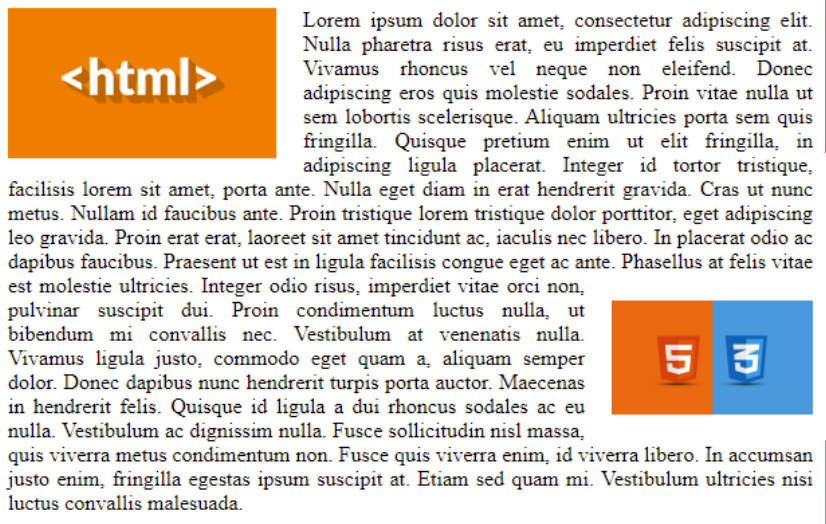 <html>
Lorem ipsum dolor sit amet, consectetur adipiscing elit.
Nulla pharetra risus erat, eu imperdiet felis suscipit at.
Vivamus rhoncus vel neque non eleifend. Donec
adipiscing eros quis molestie sodales. Proin vitae nulla ut
sem lobortis scelerisque. Aliquam ultricies porta sem quis
fringilla. Quisque pretium enim ut elit fringilla, in
adipiscing ligula placerat. Integer id tortor tristique,
facilisis lorem sit amet, porta ante. Nulla eget diam in erat hendrerit gravida. Cras ut nunc
metus. Nullam id faucibus ante. Proin tristique lorem tristique dolor porttitor, eget adipiscing
leo gravida. Proin erat erat, laoreet sit amet tincidunt ac, iaculis nec libero. In placerat odio ac
dapibus faucibus. Praesent ut est in ligula facilisis congue eget ac ante. Phasellus at felis vitae
est molestie ultricies. Integer odio risus, imperdiet vitae orci non,
pulvinar suscipit dui. Proin condimentum luctus nulla, ut
bibendum mi convallis nec. Vestibulum at venenatis nulla.
Vivamus ligula justo, commodo eget quam a, aliquam semper
dolor. Donec dapibus nunc hendrerit turpis porta auctor. Maecenas
in hendrerit felis. Quisque id ligula a dui rhoncus sodales ac eu
nulla. Vestibulum ac dignissim nulla. Fusce sollicitudin nisl massa,
5 3
quis viverra metus condimentum non. Fusce quis viverra enim, id viverra libero. In accumsan
justo enim, fringilla egestas ipsum suscipit at. Etiam sed quam mi. Vestibulum ultricies nisi
luctus convallis malesuada.